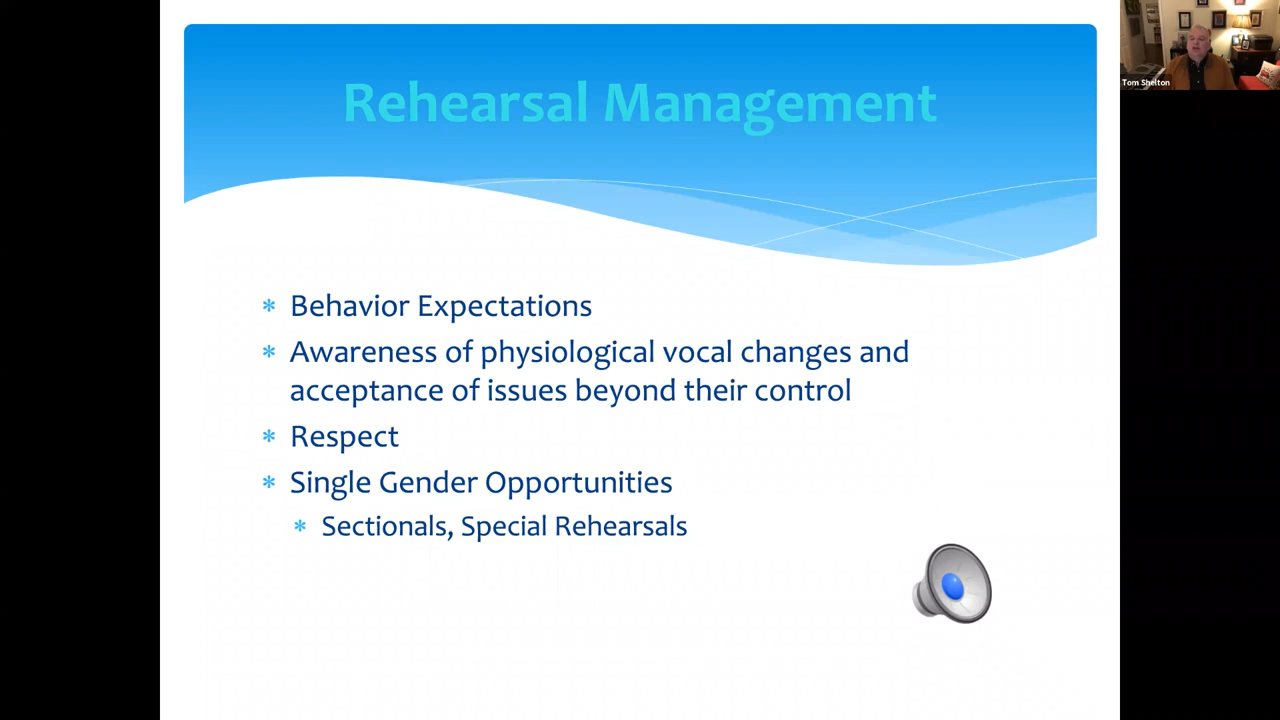 Rehearsal Management
Tom Shelton
* Behavior Expectations
* Awareness of physiological vocal changes and
acceptance of issues beyond their control
* Respect
* Single Gender Opportunities
* Sectionals, Special Rehearsals